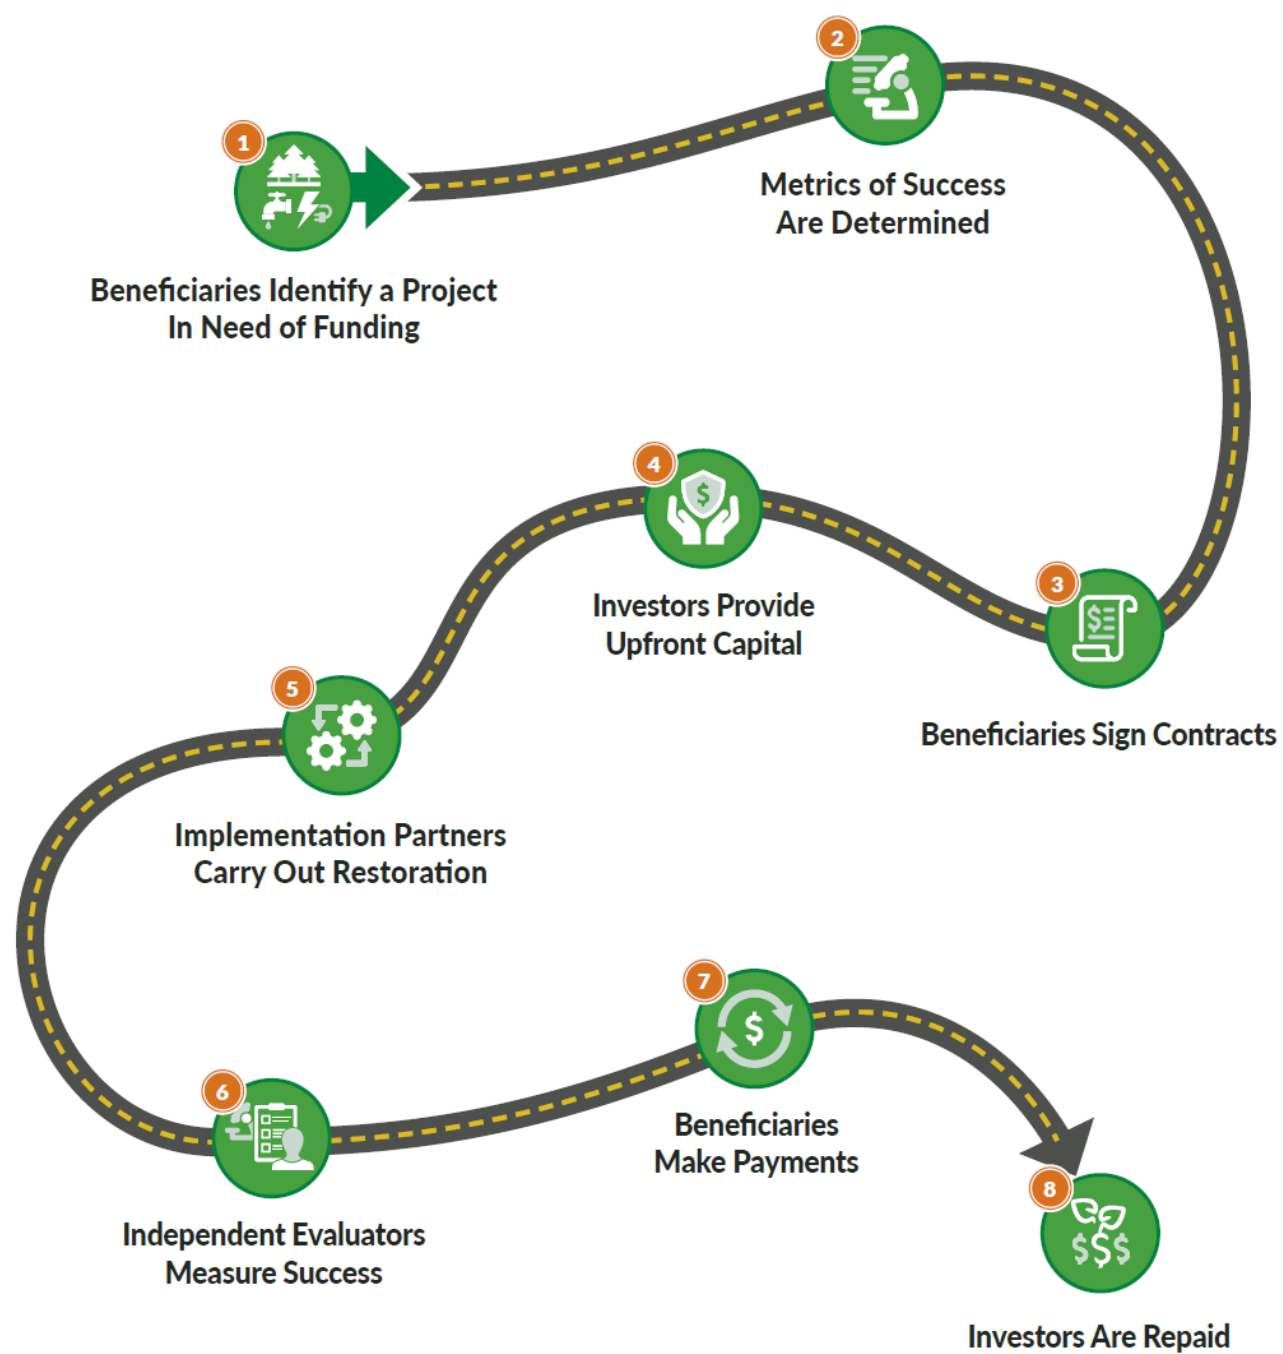 1
Beneficiaries Identify a Project
In Need of Funding
2
Metrics of Success
Are Determined
3
Beneficiaries Sign Contracts
4
$
Investors Provide
Upfront Capital
5
Implementation Partners
Carry Out Restoration
6
Independent Evaluators
Measure Success
7
$
Beneficiaries
Make Payments
8
$$$
Investors Are Repaid